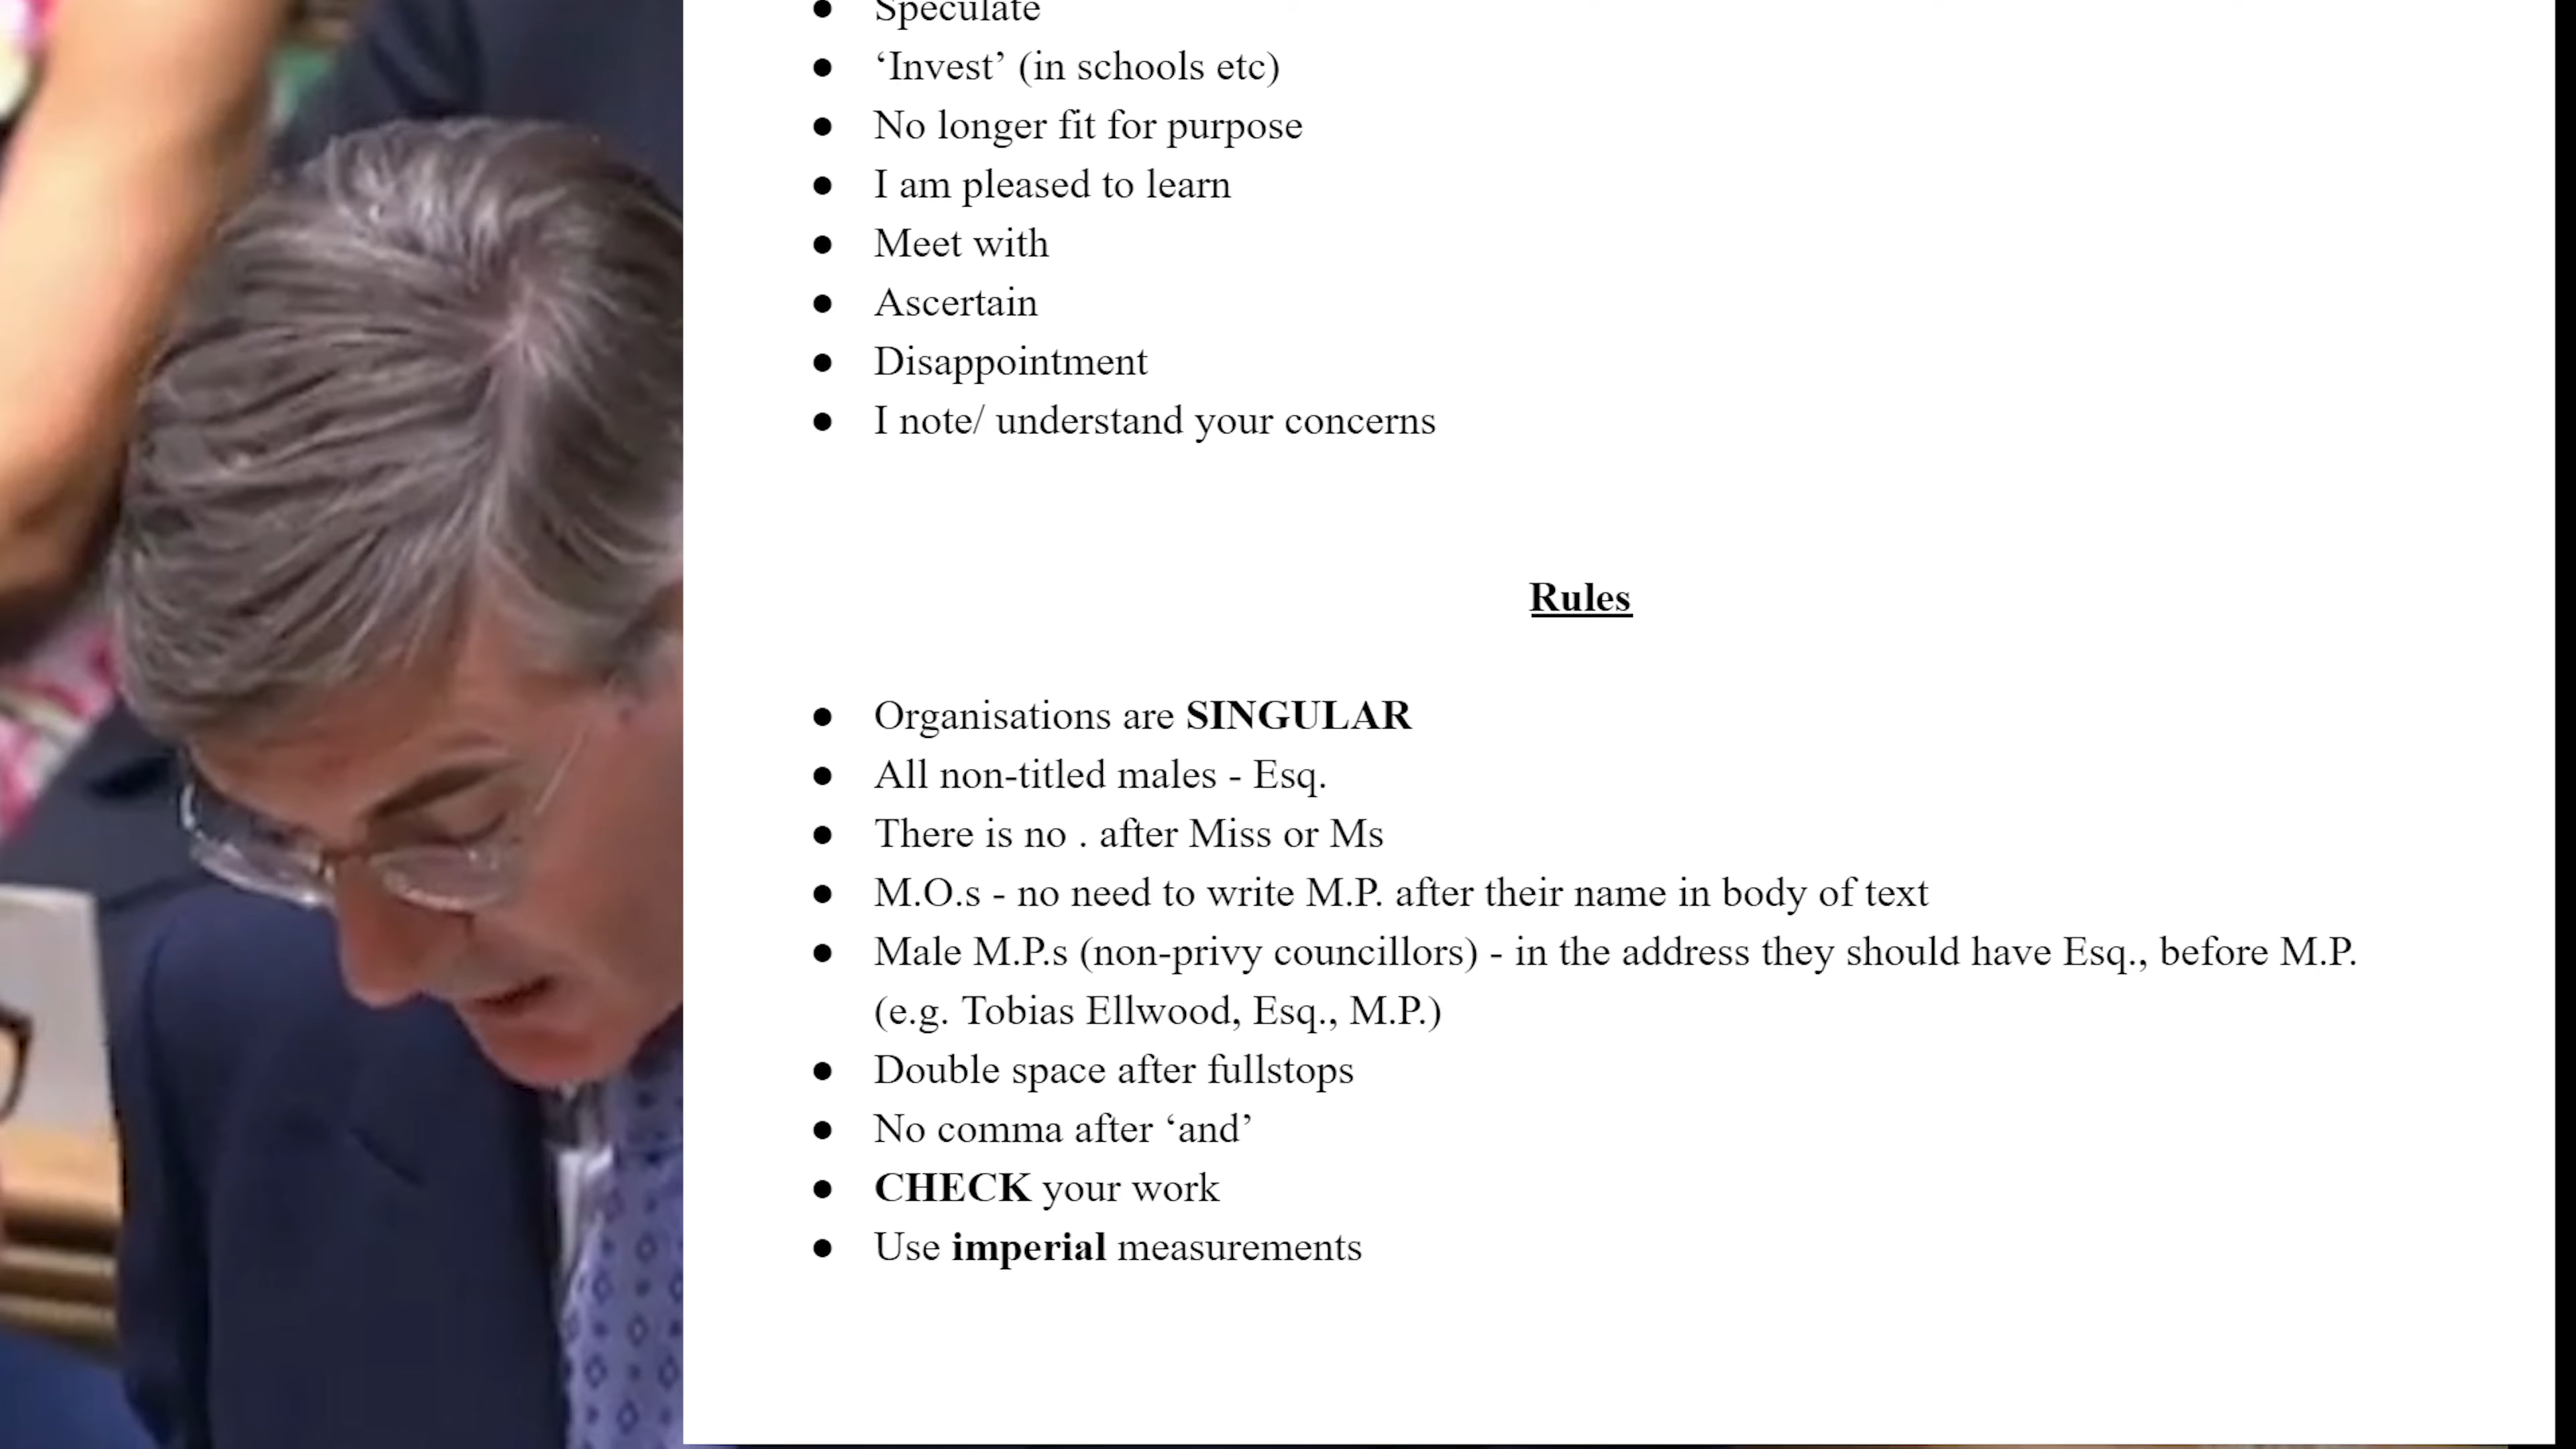 ● Speculate
● ‘Invest’ (in schools etc)
● No longer fit for purpose
● I am pleased to learn
● Meet with
● Ascertain
● Disappointment
● I note/ understand your concerns
Rules
● Organisations are SINGULAR
● All non-titled males - Esq.
● There is no . after Miss or Ms
● M.O.s - no need to write M.P. after their name in body of text
● Male M.P.s (non-privy councillors) - in the address they should have Esq., before M.P.
(e.g. Tobias Ellwood, Esq., M.P.)
● Double space after fullstops
● No comma after ‘and’
● CHECK your work
● Use imperial measurements